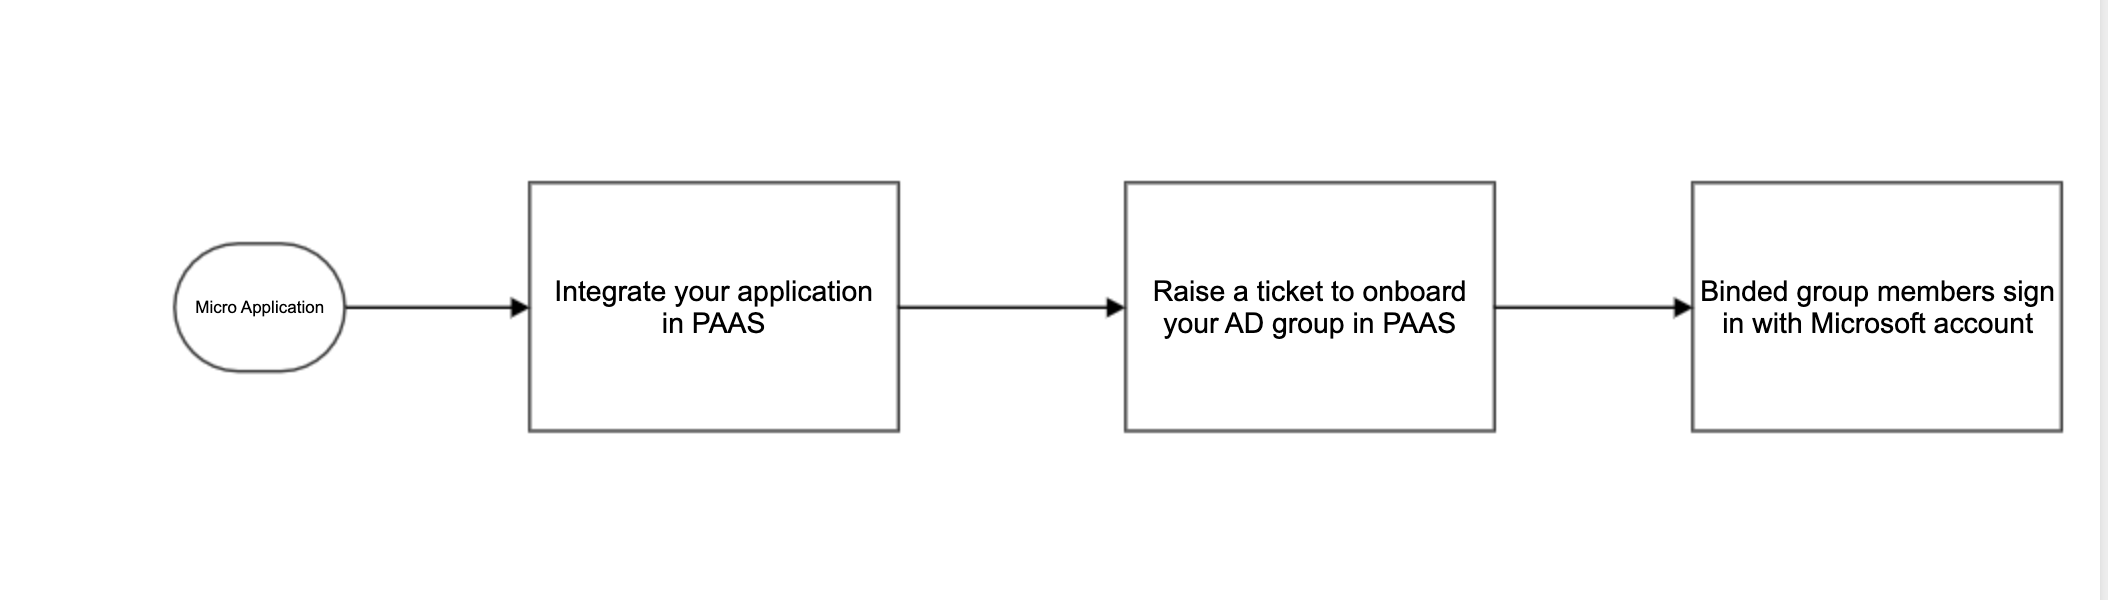 Micro Application
Integrate your application
in PAAS
Raise a ticket to onboard
your AD group in PAAS
Binded group members sign
in with Microsoft account